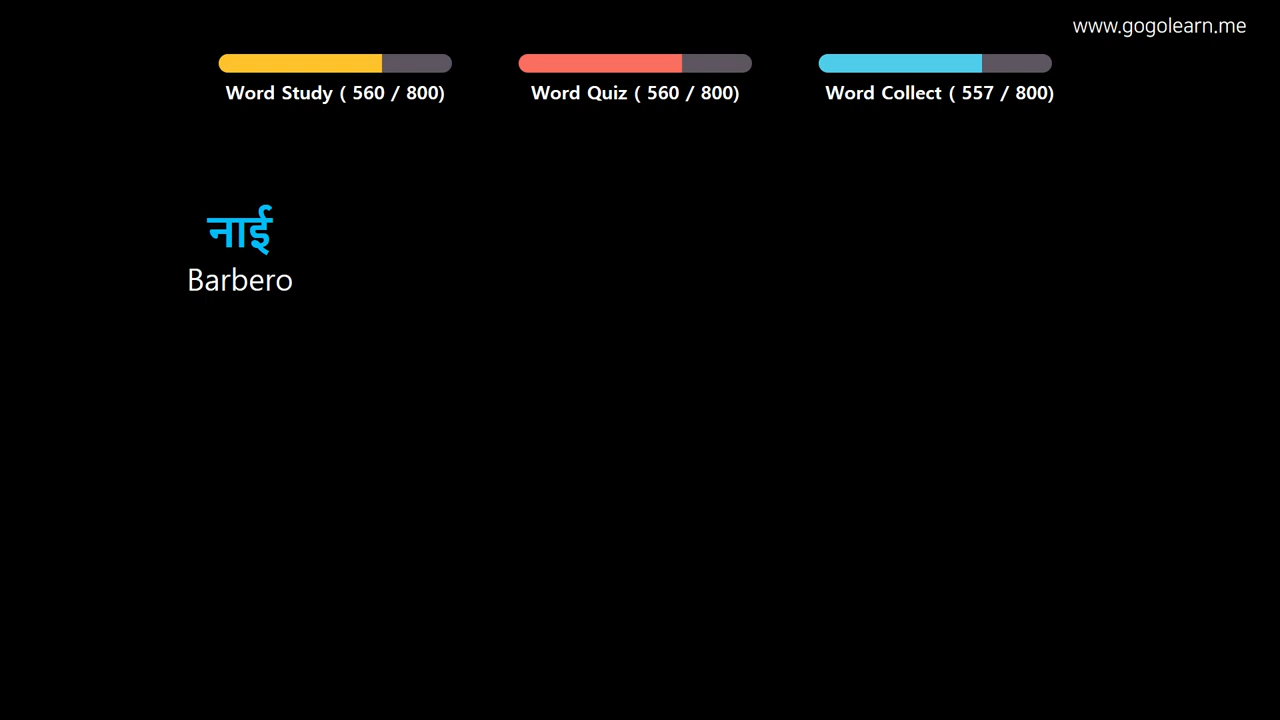 www.gogolearn.me
Word Study ( 560 / 800)
Word Quiz ( 560 / 800)
Word Collect ( 557 / 800)
नाई
Barbero